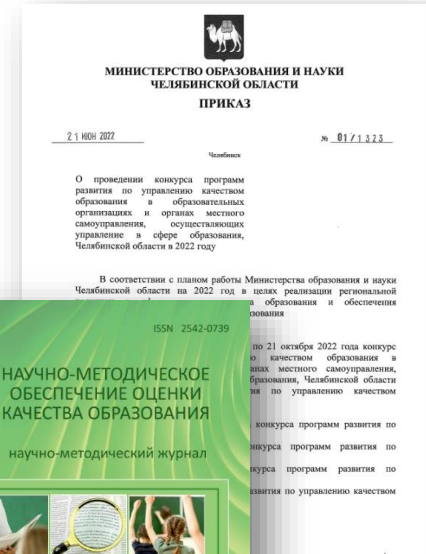 МИНИСТЕРСТВО ОБРАЗОВАНИЯ И НАУКИ
ЧЕЛЯБИНСКОЙ ОБЛАСТИ
ПРИКАЗ
21 ИЮН 2022
№ 01/1323
Челябинск
О проведении конкурса программ
развития по управлению качеством
образования в образовательных
организациях и органах местного
самоуправления, осуществляющих
управление в сфере образования,
Челябинской области в 2022 году
В соответствии с планом работы Министерства образования и науки
Челябинской области на 2022 год в целях реализации региональной
образования и обеспечения
по 21 октября 2022 года конкурс
качеством образования в
местного самоуправления,
образования, Челябинской области
по управлению качеством
конкурса программ развития по
программ развития по
программ развития по
по управлению качеством
ISSN 2542-0739
НАУЧНО-МЕТОДИЧЕСКОЕ
ОБЕСПЕЧЕНИЕ ОЦЕНКИ
КАЧЕСТВА ОБРАЗОВАНИЯ
научно-методический журнал